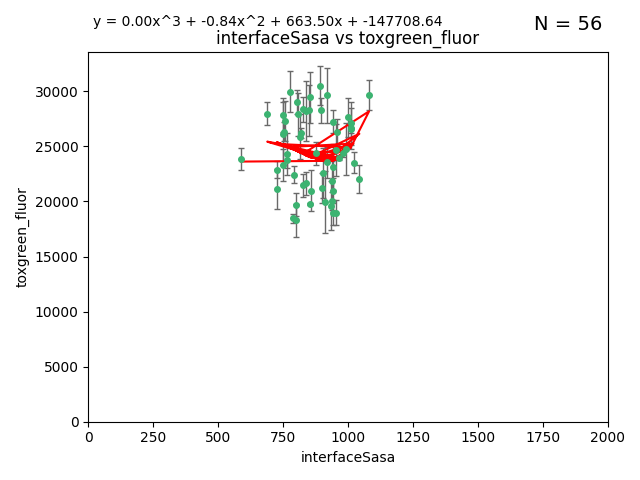 y = 0.00x^3 + -0.84x^2 + 663.50x + -147708.64
N = 56
interfaceSasa vs toxgreen_fluor
30000
25000
20000
15000
10000
5000
0
toxgreen_fluor
0 250 500 750 1000 1250 1500 1750 2000
interfaceSasa